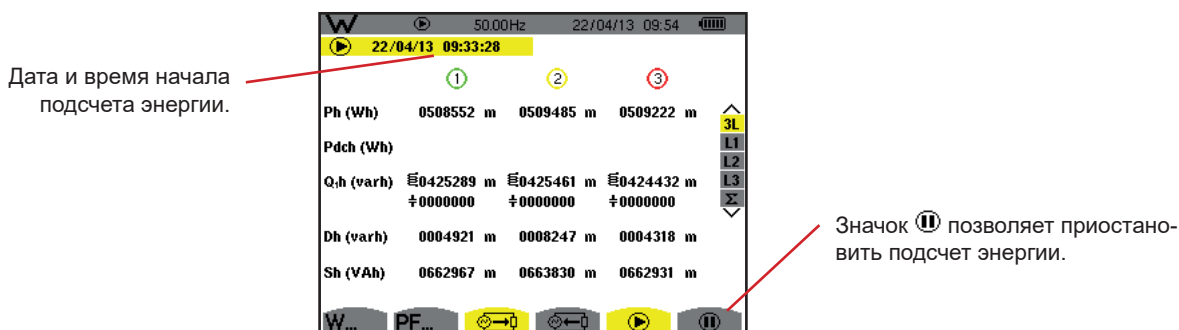 W 50.00Hz 22/04/13 09:54
22/04/13 09:33:28
Дата и время начала
подсчета энергии.
1 2 3
Ph (Wh) 0508552 m 0509485 m 0509222 m
3L
L1
Pdch (Wh)
L2
Q₁h (varh) 0425289 m 0425461 m 0424432 m
L3
÷0000000 ÷0000000 ÷0000000
Σ
Dh (varh) 0004921 m 0008247 m 0004318 m
Sh (VAh) 0662967 m 0663830 m 0662931 m
W... PF...
Значок позволяет приостано-
вить подсчет энергии.